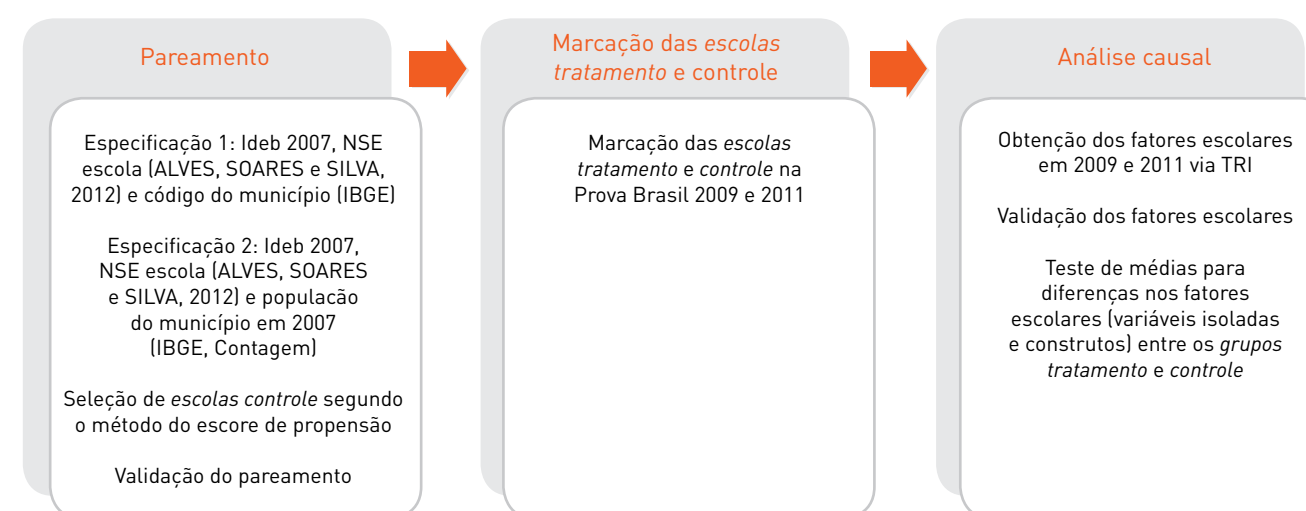 Pareamento
Especificação 1: Ideb 2007, NSE
escola (ALVES, SOARES e SILVA,
2012) e código do município (IBGE)
Especificação 2: Ideb 2007,
NSE escola (ALVES, SOARES
e SILVA, 2012) e populacão
do município em 2007
(IBGE, Contagem)
Seleção de escolas controle segundo
o método do escore de propensão
Validação do pareamento
Marcação das escolas
tratamento e controle
Marcação das escolas
tratamento e controle na
Prova Brasil 2009 e 2011
Análise causal
Obtenção dos fatores escolares
em 2009 e 2011 via TRI
Validação dos fatores escolares
Teste de médias para
diferenças nos fatores
escolares (variáveis isoladas
e construtos) entre os grupos
tratamento e controle